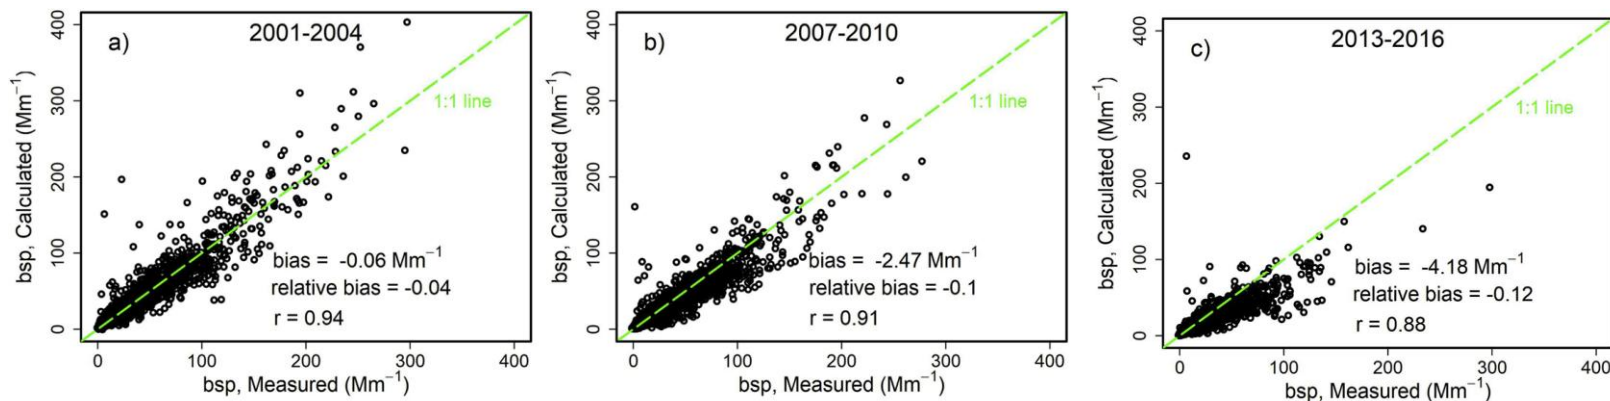 a)
2001-2004
400
300
200
100
0
bsp, Calculated (Mm⁻¹)
1:1 line
bias = -0.06 Mm⁻¹
relative bias = -0.04
r = 0.94
0 100 200 300 400
bsp, Measured (Mm⁻¹)
b)
2007-2010
400
300
200
100
0
bsp, Calculated (Mm⁻¹)
1:1 line
bias = -2.47 Mm⁻¹
relative bias = -0.1
r = 0.91
0 100 200 300 400
bsp, Measured (Mm⁻¹)
c)
2013-2016
400
300
200
100
0
bsp, Calculated (Mm⁻¹)
1:1 line
bias = -4.18 Mm⁻¹
relative bias = -0.12
r = 0.88
0 100 200 300 400
bsp, Measured (Mm⁻¹)